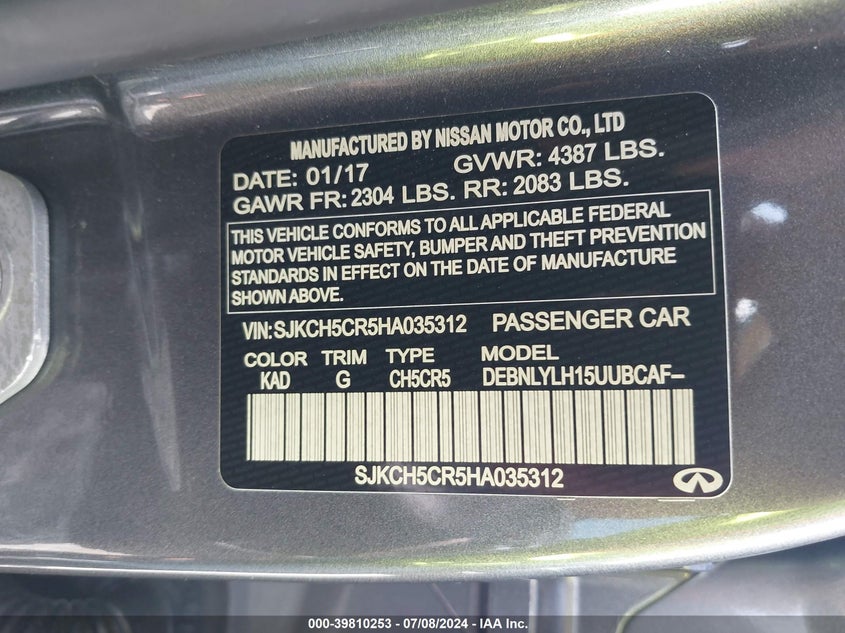 MANUFACTURED BY NISSAN MOTOR CO., LTD
DATE: 01/17 GVWR: 4387 LBS.
GAWR FR: 2304 LBS. RR: 2083 LBS.
THIS VEHICLE CONFORMS TO ALL APPLICABLE FEDERAL
MOTOR VEHICLE SAFETY, BUMPER AND THEFT PREVENTION
STANDARDS IN EFFECT ON THE DATE OF MANUFACTURE
SHOWN ABOVE.
VIN:SJKCH5CR5HA035312 PASSENGER CAR
COLOR TRIM TYPE MODEL
KAD G CH5CR5 DEBNLYLH15UUBCAF–
SJKCH5CR5HA035312
000-39810253 - 07/08/2024 - IAA Inc.